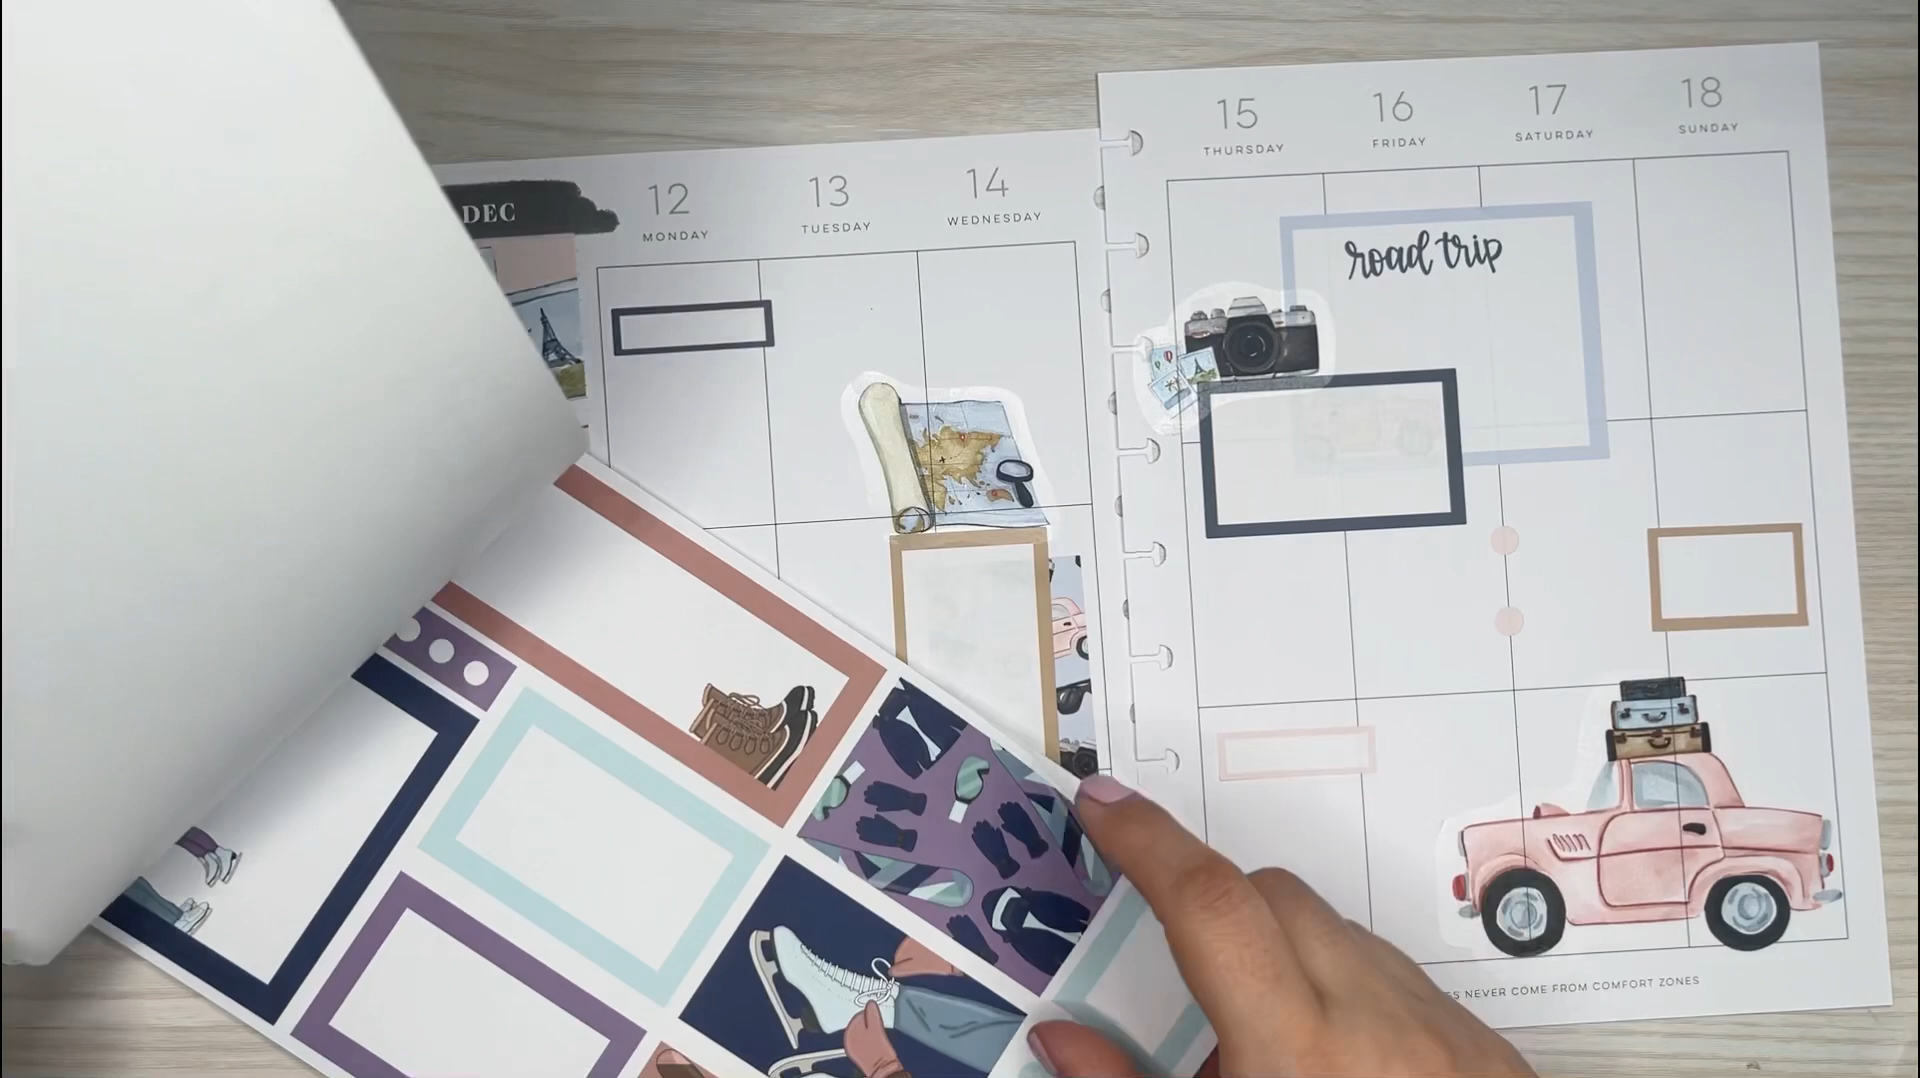 DEC
12
MONDAY
13
TUESDAY
14
WEDNESDAY
15
THURSDAY
16
FRIDAY
17
SATURDAY
18
SUNDAY
road trip
NEVER COME FROM COMFORT ZONES